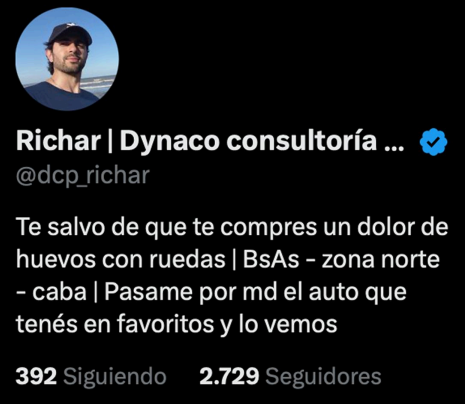 Richar | Dynaco consultoría ...
@dcp_richar
Te salvo de que te compres un dolor de
huevos con ruedas | BsAs - zona norte
- caba | Pasame por md el auto que
tenés en favoritos y lo vemos
392 Siguiendo 2.729 Seguidores